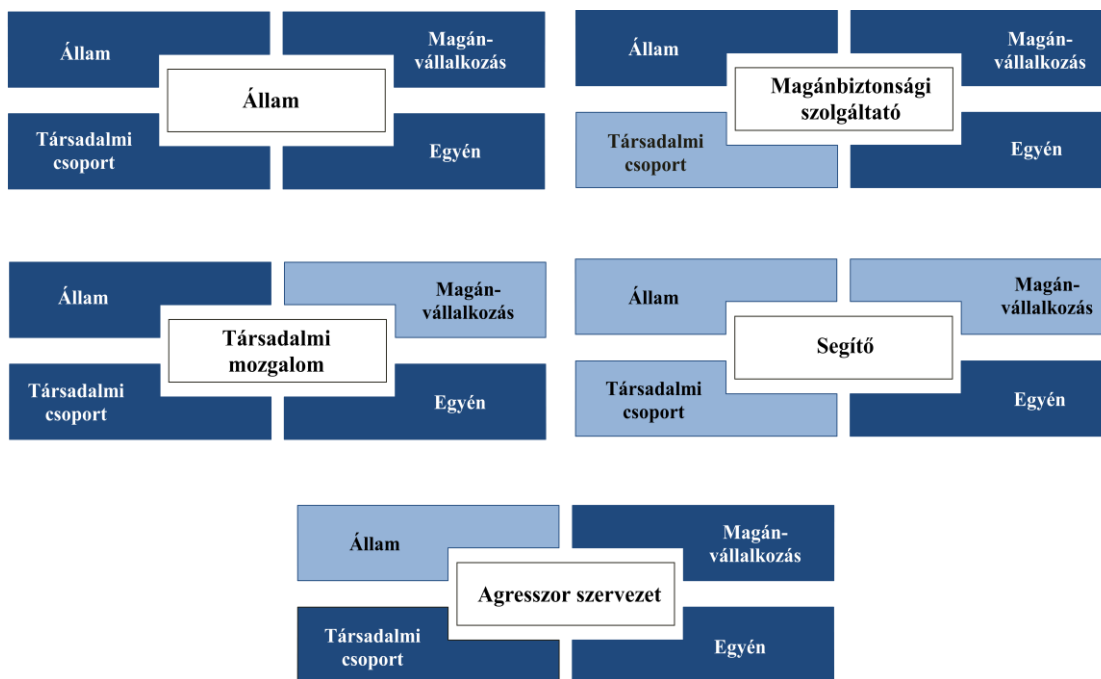 Állam
Magán-
vállalkozás
Állam
Társadalmi
csoport
Egyén
Állam
Magán-
vállalkozás
Magánbiztonsági
szolgáltató
Társadalmi
csoport
Egyén
Állam
Magán-
vállalkozás
Társadalmi
mozgalom
Társadalmi
csoport
Egyén
Állam
Magán-
vállalkozás
Segítő
Társadalmi
csoport
Egyén
Állam
Magán-
vállalkozás
Agresszor szervezet
Társadalmi
csoport
Egyén